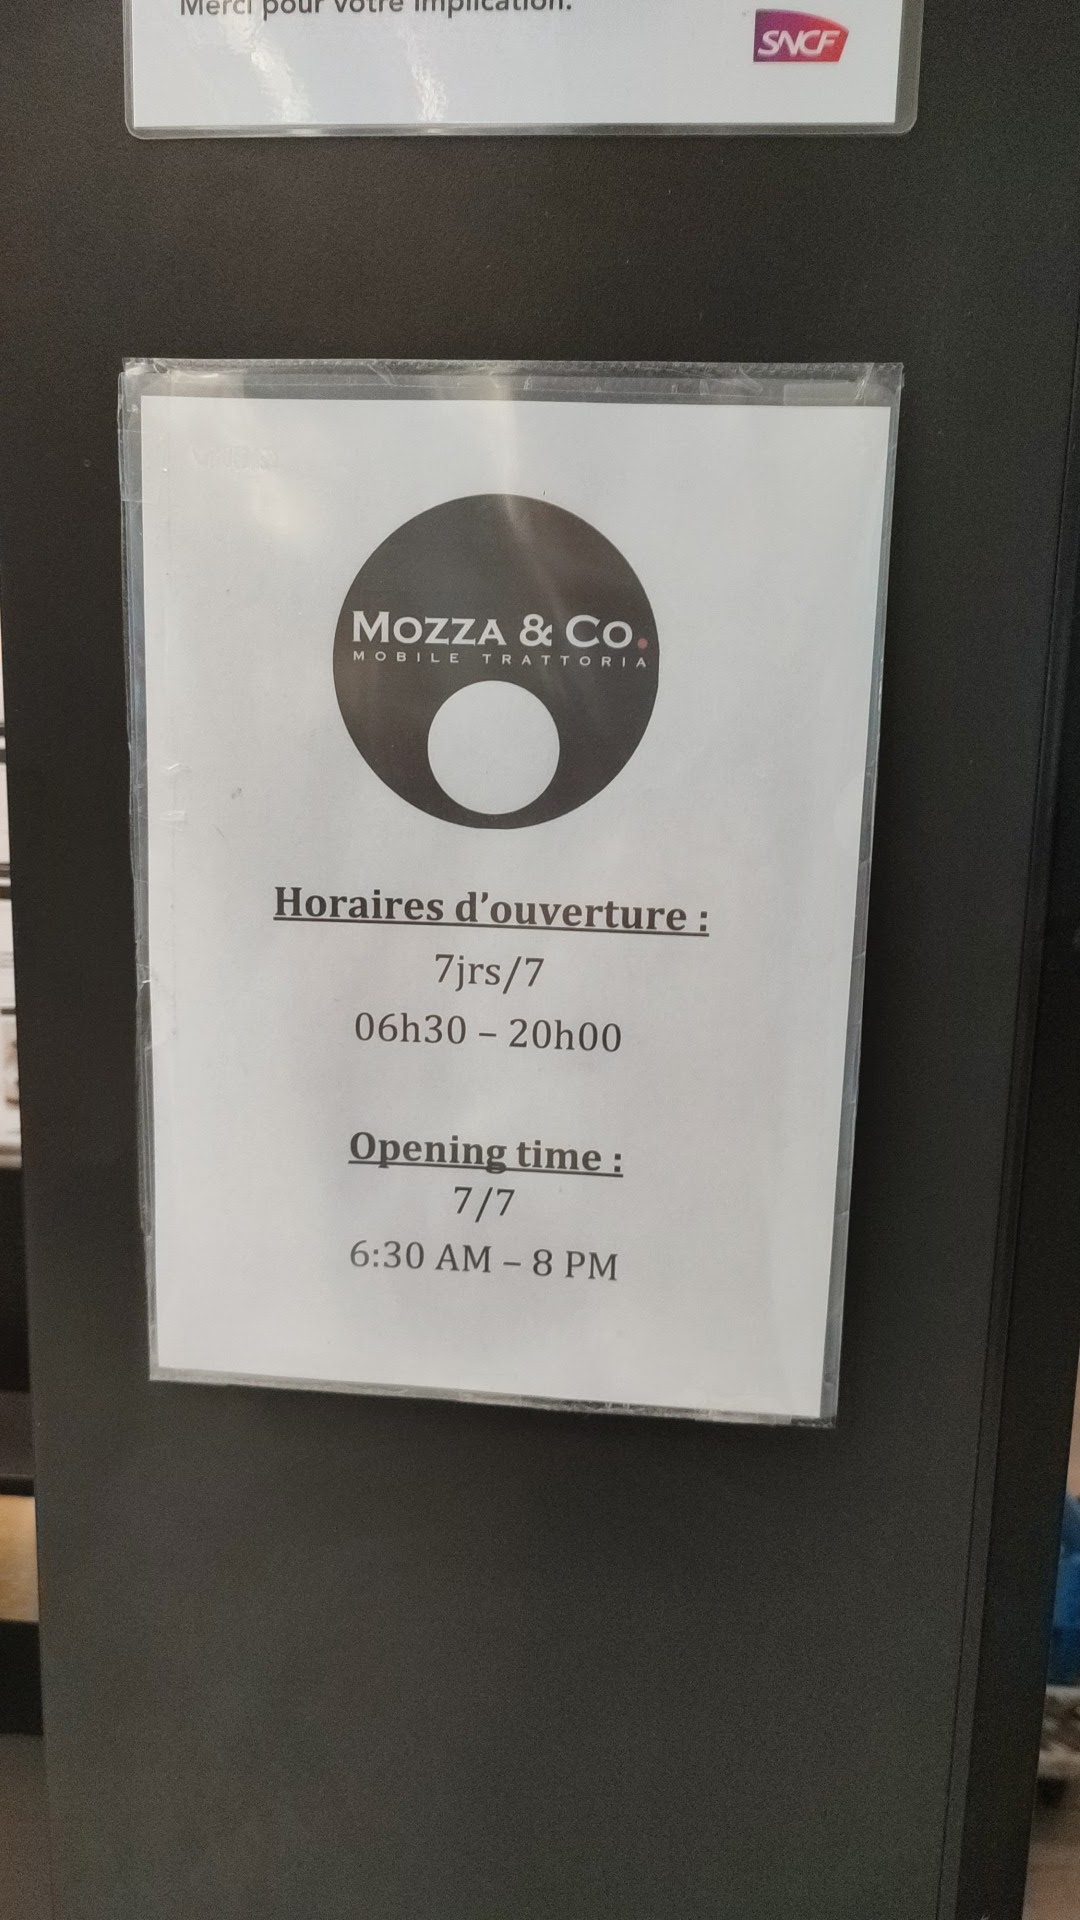 Merci pour votre implication.
SNCF
MOZZA & CO.
MOBILE TRATTORIA
Horaires d'ouverture :
7jrs/7
06h30 – 20h00
Opening time :
7/7
6:30 AM – 8 PM